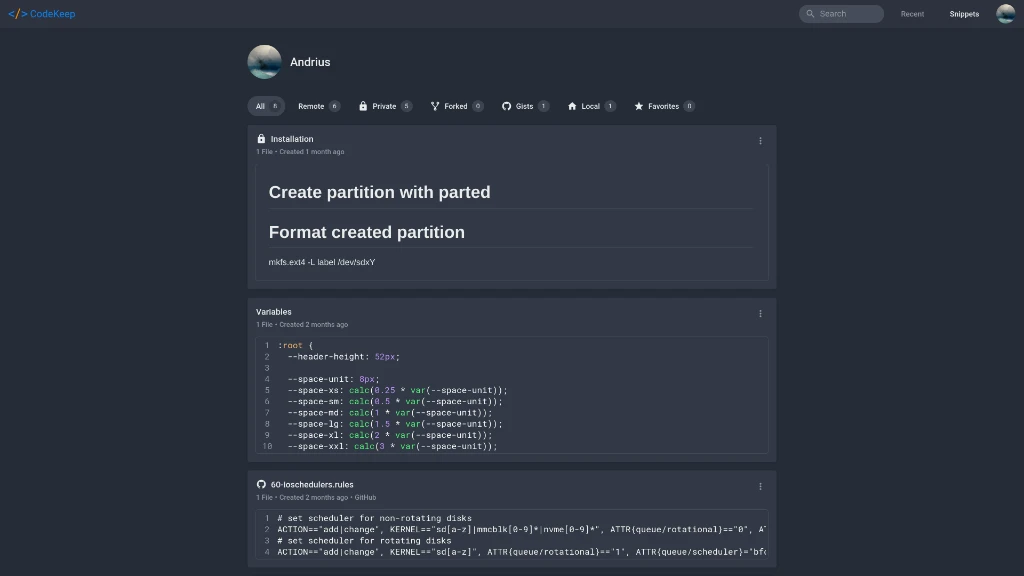 </> CodeKeep
Search
Recent
Snippets
Andrius
All 8
Remote 6
Private 5
Forked 0
Gists 1
Local 1
Favorites 0
Installation
1 File • Created 1 month ago
Create partition with parted
Format created partition
mkfs.ext4 -L label /dev/sdxY
Variables
1 File • Created 2 months ago
1 :root {
2 --header-height: 52px;
3
4 --space-unit: 8px;
5 --space-xs: calc(0.25 * var(--space-unit));
6 --space-sm: calc(0.5 * var(--space-unit));
7 --space-md: calc(1 * var(--space-unit));
8 --space-lg: calc(1.5 * var(--space-unit));
9 --space-xl: calc(2 * var(--space-unit));
10 --space-xxl: calc(3 * var(--space-unit));
60-ioschedulers.rules
1 File • Created 2 months ago • GitHub
1 # set scheduler for non-rotating disks
2 ACTION=="add|change", KERNEL=="sd[a-z]|mmcblk[0-9]*|nvme[0-9]*", ATTR{queue/rotational}=="0", AT
3 # set scheduler for rotating disks
4 ACTION=="add|change", KERNEL=="sd[a-z]", ATTR{queue/rotational}=="1", ATTR{queue/scheduler}="bfq